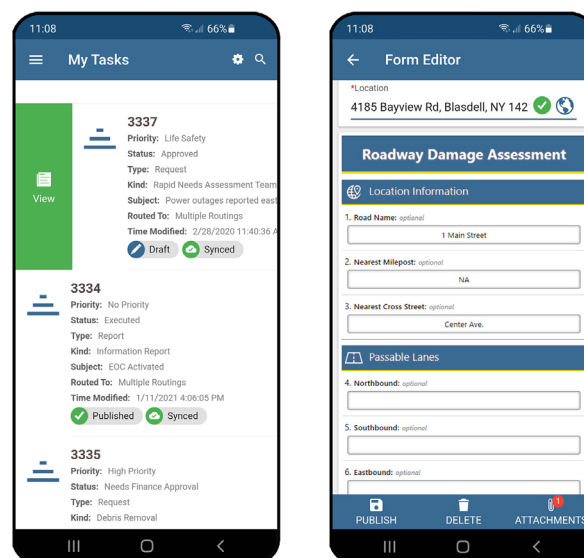 11:08
66%
My Tasks
View
3337
Priority: Life Safety
Status: Approved
Type: Request
Kind: Rapid Needs Assessment Team
Subject: Power outages reported east
Routed To: Multiple Routings
Time Modified: 2/28/2020 11:40:36 A
Draft
Synced
3334
Priority: No Priority
Status: Executed
Type: Report
Kind: Information Report
Subject: EOC Activated
Routed To: Multiple Routings
Time Modified: 1/11/2021 4:06:05 PM
Published
Synced
3335
Priority: High Priority
Status: Needs Finance Approval
Type: Request
Kind: Debris Removal
11:08
66%
Form Editor
*Location
4185 Bayview Rd, Blasdell, NY 142
Roadway Damage Assessment
Location Information
1. Road Name: optional
1 Main Street
2. Nearest Milepost: optional
NA
3. Nearest Cross Street: optional
Center Ave.
Passable Lanes
4. Northbound: optional
5. Southbound: optional
6. Eastbound: optional
1
PUBLISH
DELETE
ATTACHMENTS